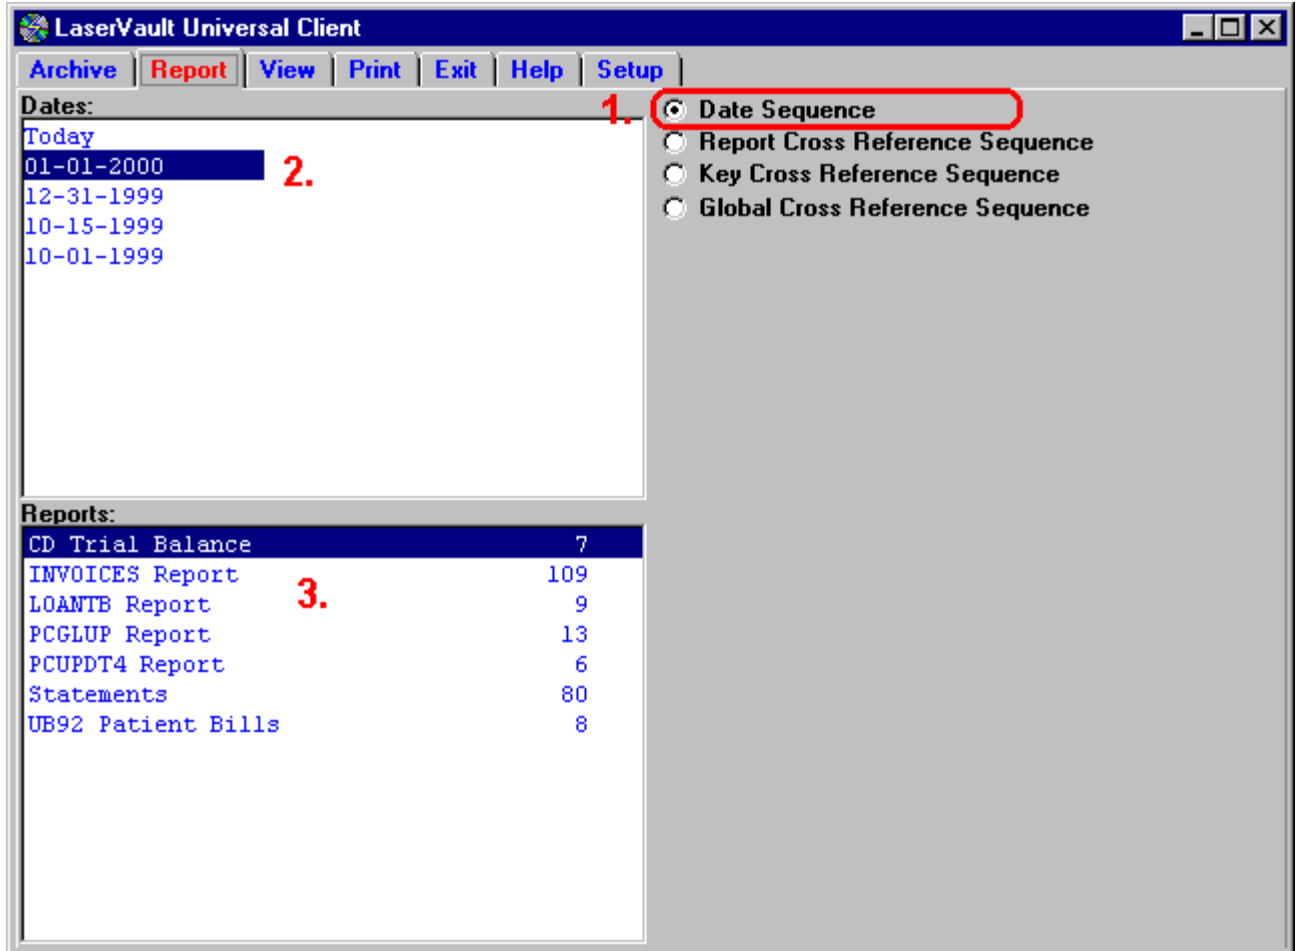 LaserVault Universal Client
Archive Report View Print Exit Help Setup
Dates:
Today
01-01-2000
12-31-1999
10-15-1999
10-01-1999
2.
1.
Date Sequence
Report Cross Reference Sequence
Key Cross Reference Sequence
Global Cross Reference Sequence
Reports:
CD Trial Balance 7
INVOICES Report 109
LOANTB Report 9
PCGLUP Report 13
PCUPDT4 Report 6
Statements 80
UB92 Patient Bills 8
3.